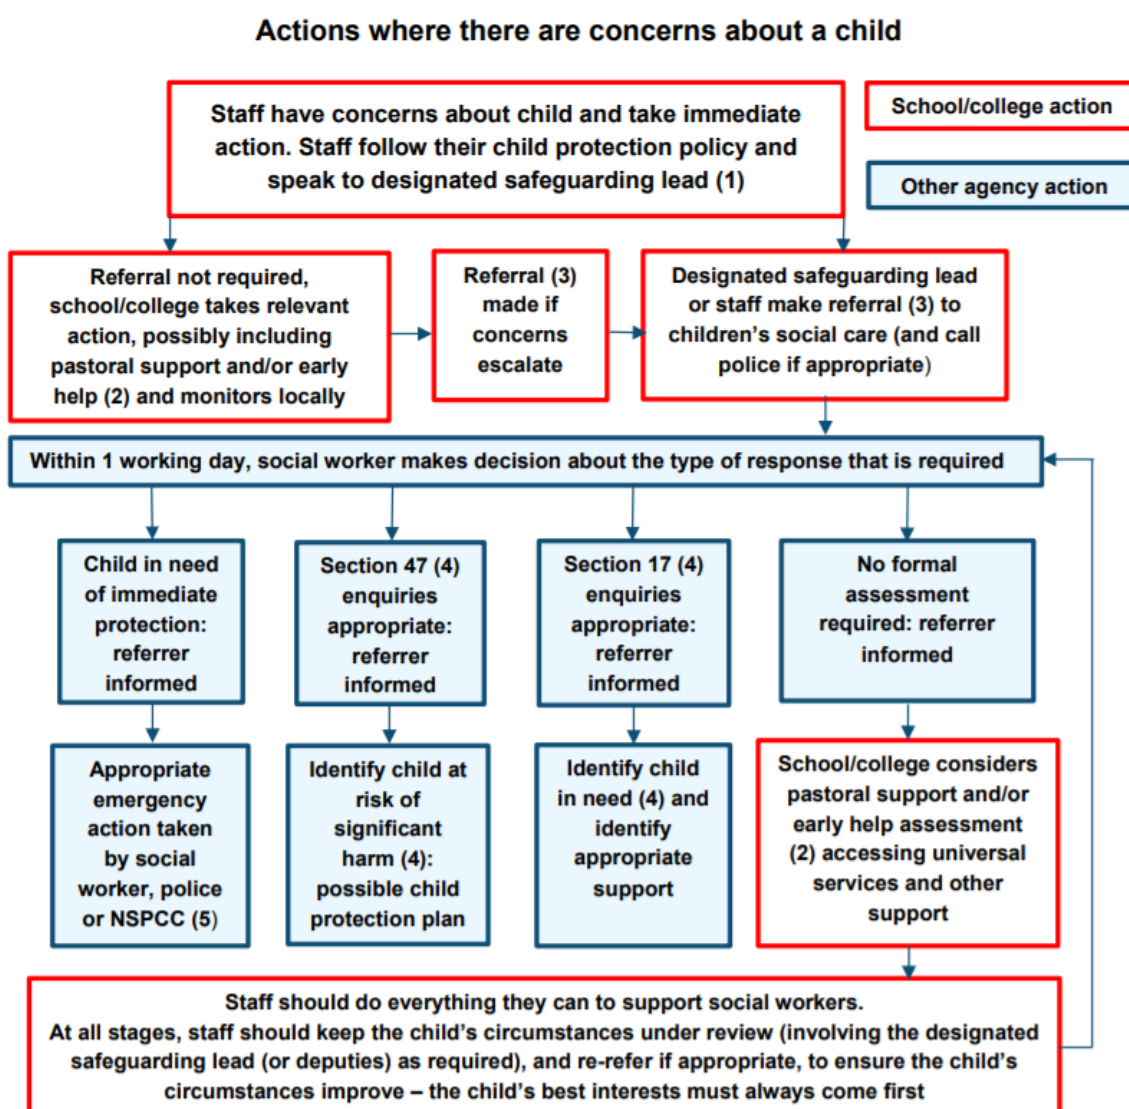 Actions where there are concerns about a child
Staff have concerns about child and take immediate
action. Staff follow their child protection policy and
speak to designated safeguarding lead (1)
School/college action
Other agency action
Referral not required,
school/college takes relevant
action, possibly including
pastoral support and/or early
help (2) and monitors locally
Referral (3)
made if
concerns
escalate
Designated safeguarding lead
or staff make referral (3) to
children’s social care (and call
police if appropriate)
Within 1 working day, social worker makes decision about the type of response that is required
Child in need
of immediate
protection:
referrer
informed
Section 47 (4)
enquiries
appropriate:
referrer
informed
Section 17 (4)
enquiries
appropriate:
referrer
informed
No formal
assessment
required: referrer
informed
Appropriate
emergency
action taken
by social
worker, police
or NSPCC (5)
Identify child at
risk of
significant
harm (4):
possible child
protection plan
Identify child
in need (4) and
identify
appropriate
support
School/college considers
pastoral support and/or
early help assessment
(2) accessing universal
services and other
support
Staff should do everything they can to support social workers.
At all stages, staff should keep the child’s circumstances under review (involving the designated
safeguarding lead (or deputies) as required), and re-refer if appropriate, to ensure the child’s
circumstances improve – the child’s best interests must always come first